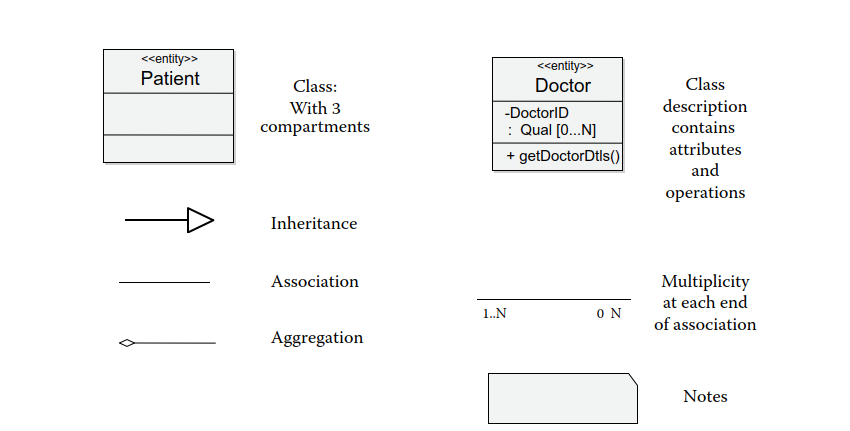 <<entity>>
Patient
Class:
With 3
compartments
<<entity>>
Doctor
-DoctorID
: Qual [0...N]
+ getDoctorDtls()
Class
description
contains
attributes
and
operations
Inheritance
Association
Aggregation
1..N
0 N
Multiplicity
at each end
of association
Notes